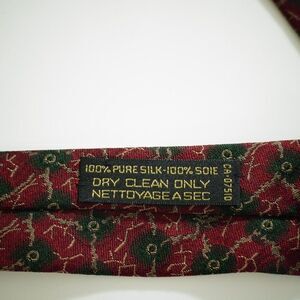 100% PURE SILK-100% SOIE
DRY CLEAN ONLY
NETTOYAGE A SEC
CA-07510